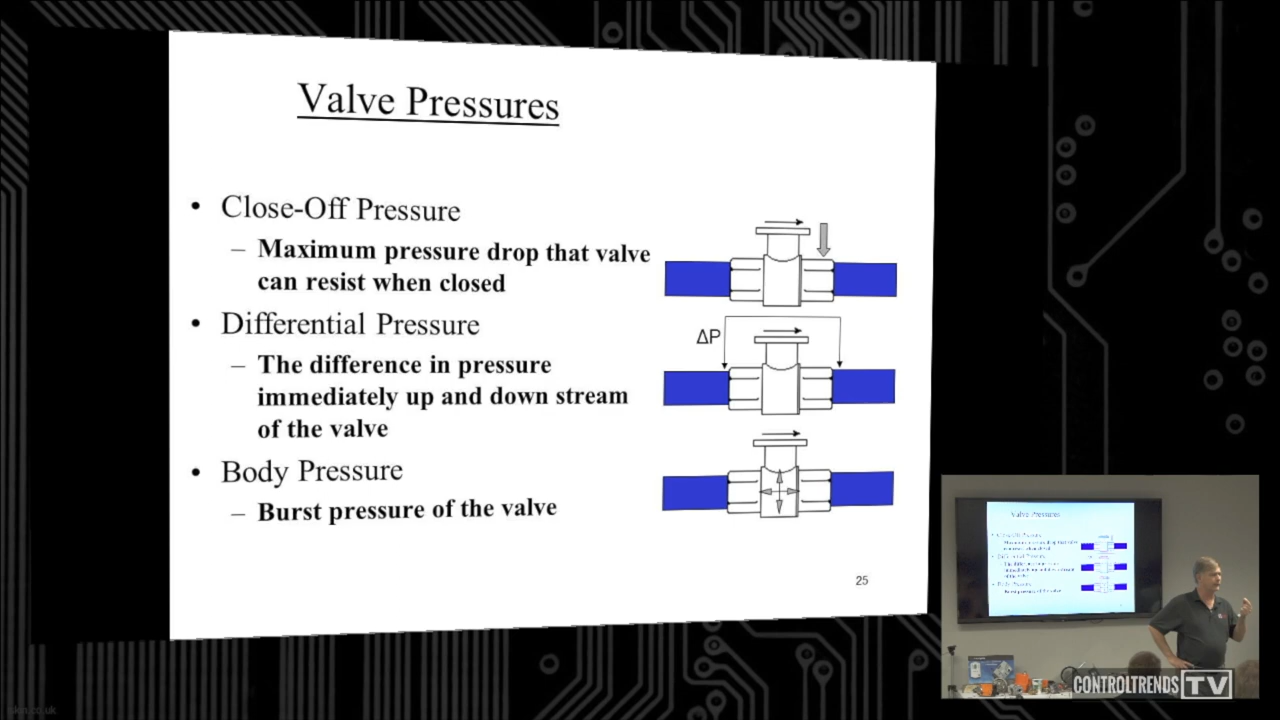 Valve Pressures
• Close-Off Pressure
– Maximum pressure drop that valve
can resist when closed
• Differential Pressure
– The difference in pressure
immediately up and down stream
of the valve
• Body Pressure
– Burst pressure of the valve
ΔP
25
Valve Pressures
CONTROLTRENDS TV